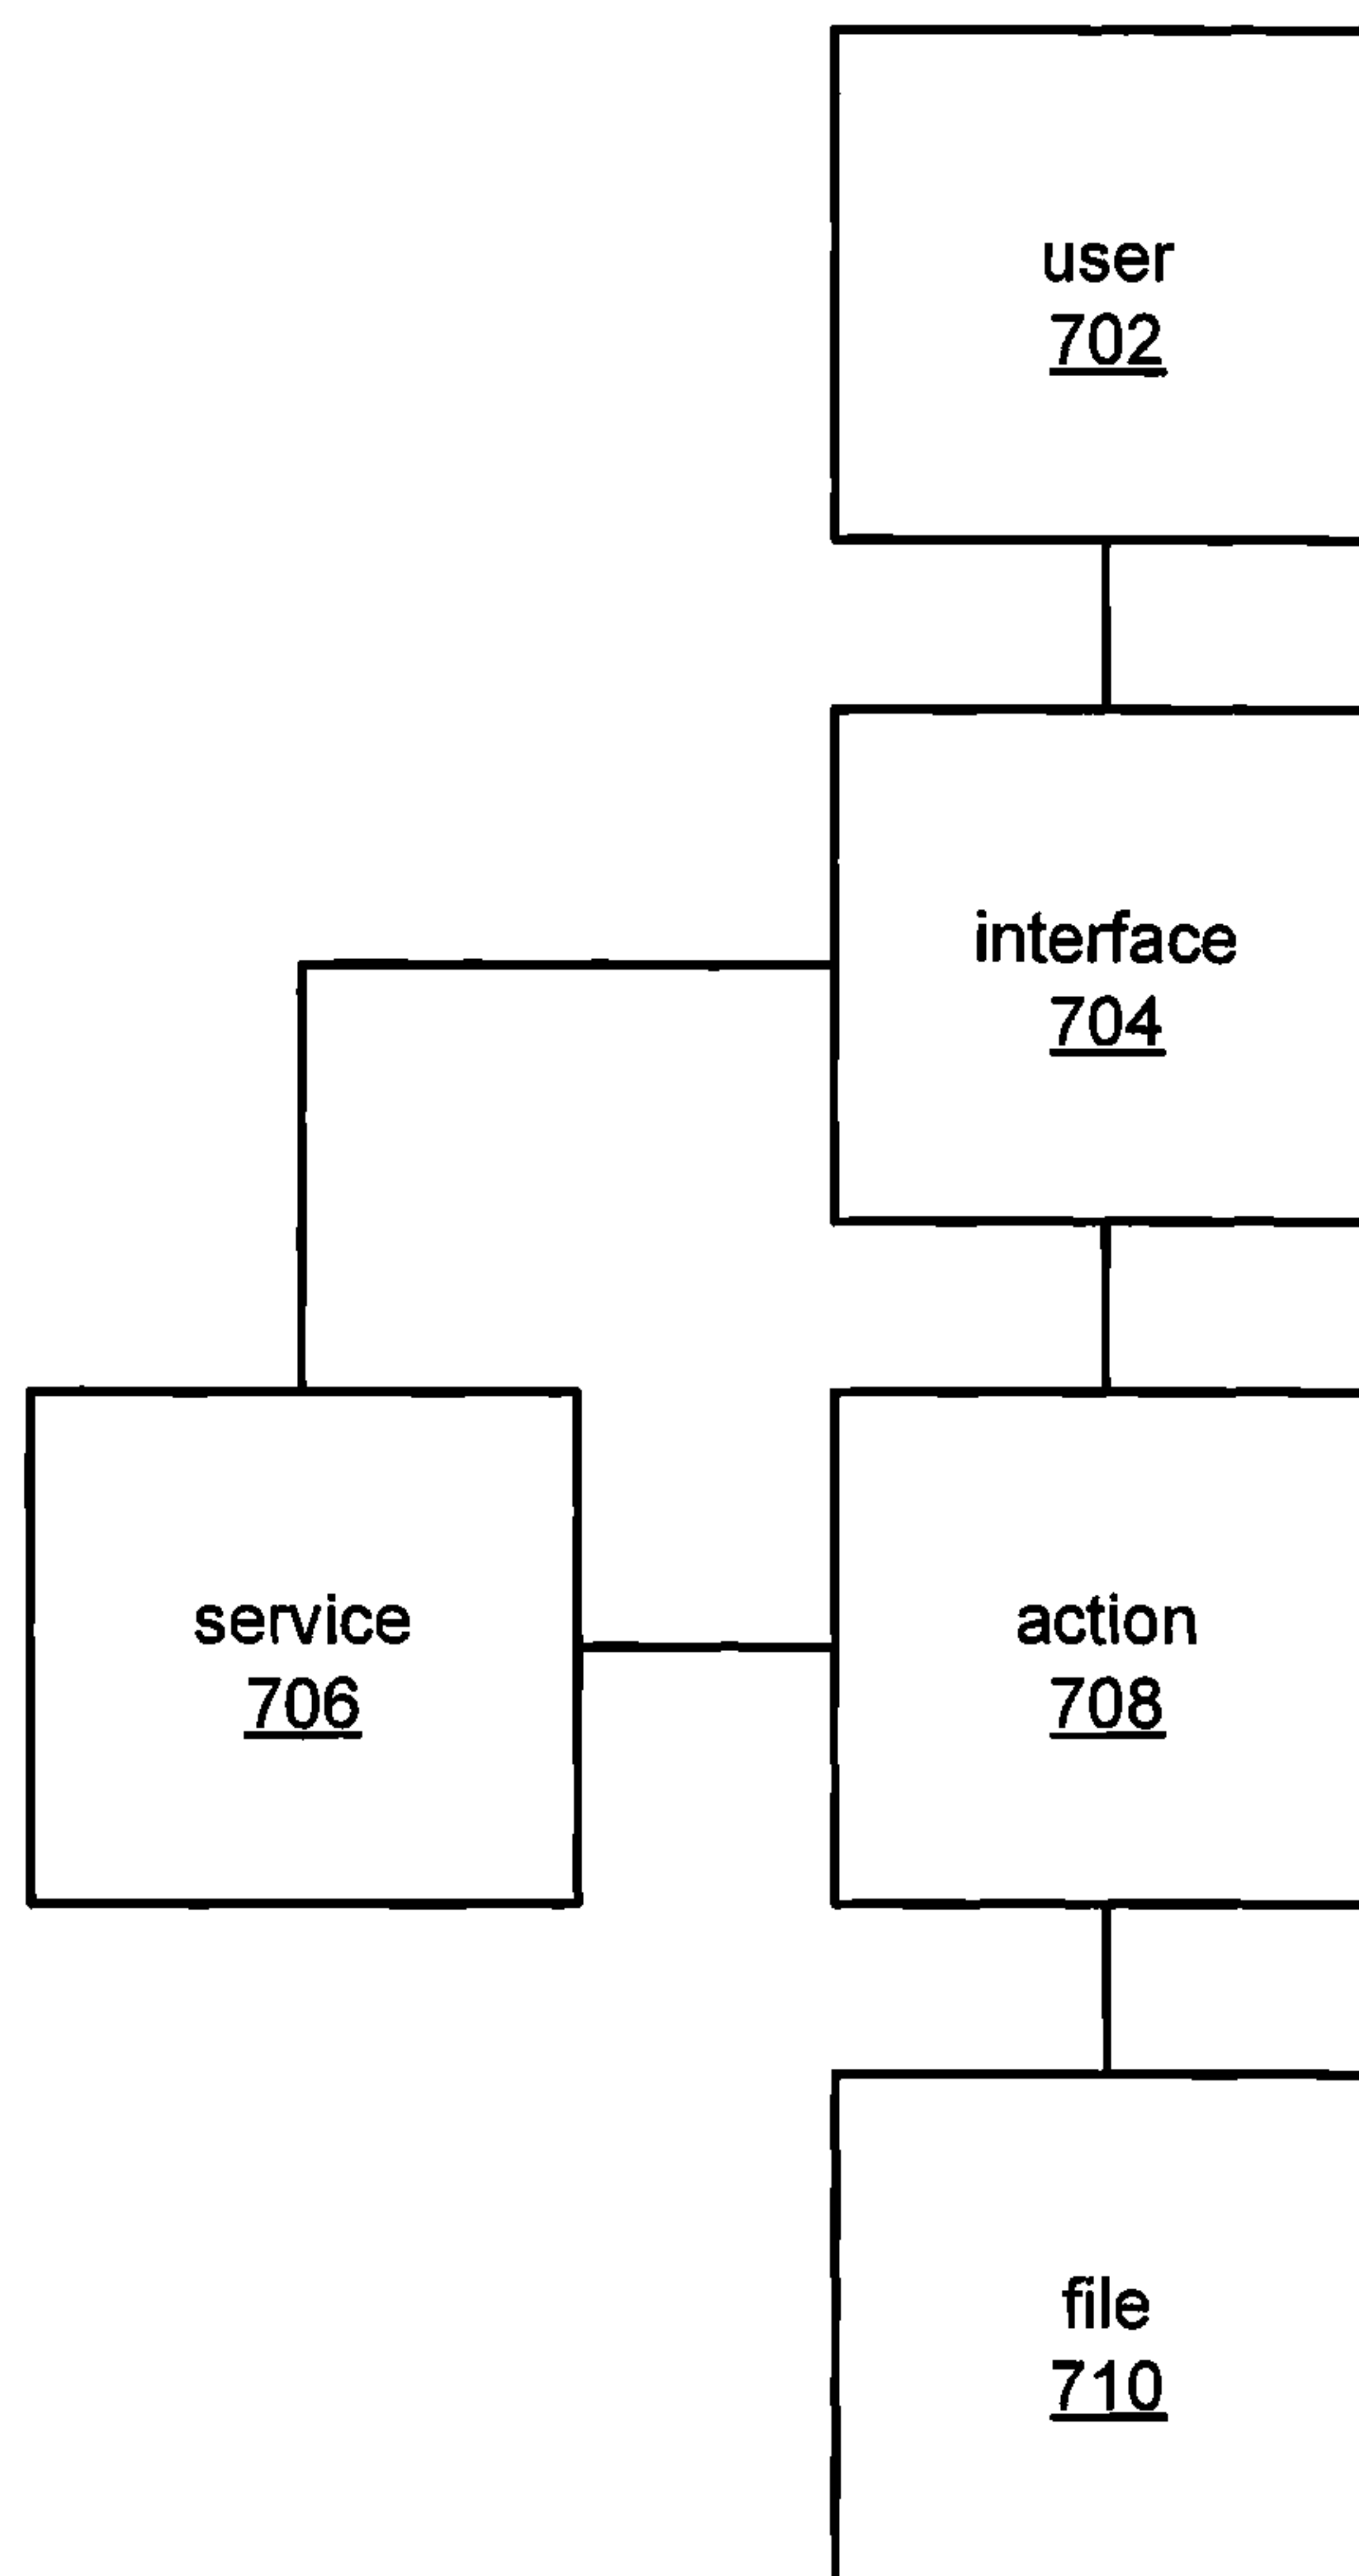 user
702
interface
704
service
706
action
708
file
710